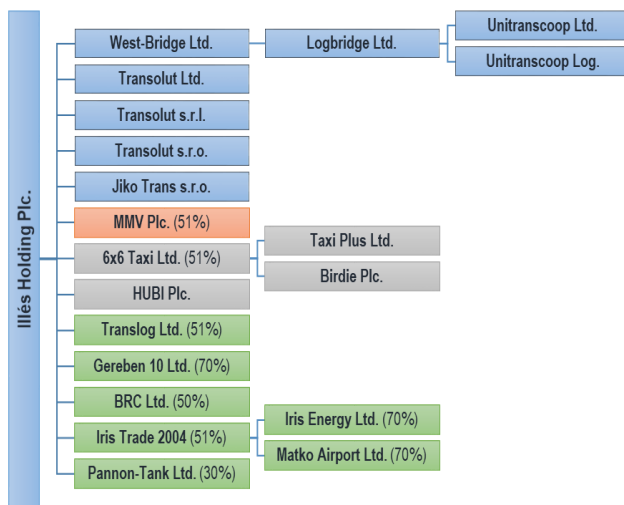 Illés Holding Plc.
West-Bridge Ltd.
Logbridge Ltd.
Unitranscoop Ltd.
Unitranscoop Log.
Transolut Ltd.
Transolut s.r.l.
Transolut s.r.o.
Jiko Trans s.r.o.
MMV Plc. (51%)
6x6 Taxi Ltd. (51%)
Taxi Plus Ltd.
Birdie Plc.
HUBI Plc.
Translog Ltd. (51%)
Gereben 10 Ltd. (70%)
BRC Ltd. (50%)
Iris Trade 2004 (51%)
Iris Energy Ltd. (70%)
Matko Airport Ltd. (70%)
Pannon-Tank Ltd. (30%)